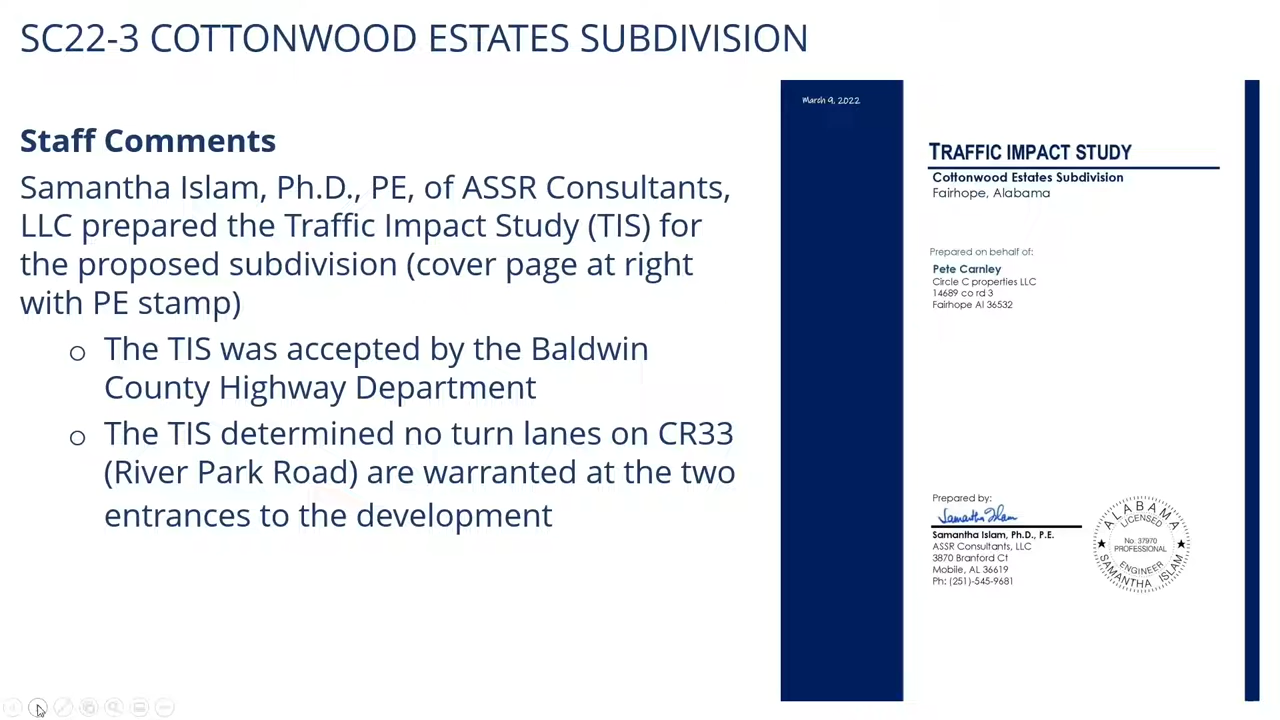 SC22-3 COTTONWOOD ESTATES SUBDIVISION
Staff Comments
Samantha Islam, Ph.D., PE, of ASSR Consultants,
LLC prepared the Traffic Impact Study (TIS) for
the proposed subdivision (cover page at right
with PE stamp)
o The TIS was accepted by the Baldwin
County Highway Department
o The TIS determined no turn lanes on CR33
(River Park Road) are warranted at the two
entrances to the development
March 9, 2022
TRAFFIC IMPACT STUDY
Cottonwood Estates Subdivision
Fairhope, Alabama
Prepared on behalf of:
Pete Carnley
Circle C properties LLC
14689 co rd 3
Fairhope Al 36532
Prepared by:
Samantha Islam
Samantha Islam, Ph.D., P.E.
ASSR Consultants, LLC
3870 Branford Ct
Mobile, AL 36619
Ph: (251)-545-9681
ALABAMA
LICENSED
No. 37970
PROFESSIONAL
ENGINEER
SAMANTHA ISLAM